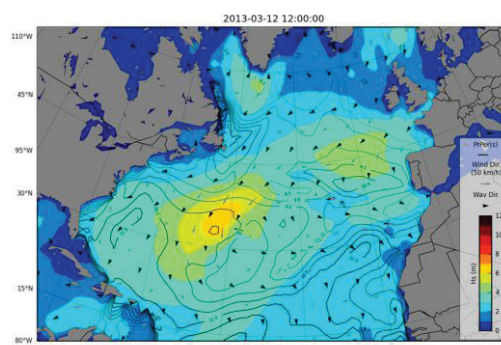 2013-03-12 12:00:00
110°W
45°N
95°W
30°N
15°N
80°W
PrPer(s)
Wind Dir.
(50 km/h)
Wav Dir.
Hs (m)
12
10
8
6
4
2
0